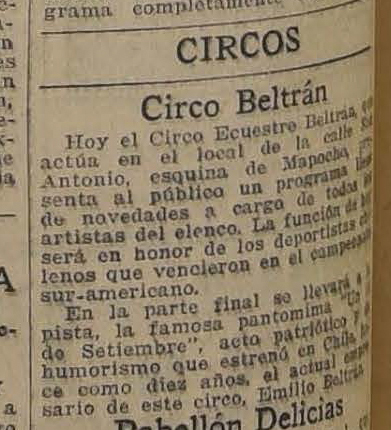 grama completamente
CIRCOS
Circo Beltrán
Hoy el Circo Ecuestre Beltrán,
actúa en el local de la calle
Antonio, esquina de Mapocho,
senta al público un programa
de novedades a cargo de todos
artistas del elenco. La función de
será en honor de los deportistas
lenos que vencieron en el campeonato
sur-americano.
En la parte final se llevará a
pista, la famosa pantomima "Un
do Setiembre", acto patriótico
humorismo que estrenó en Chile
ce como diez años, el actual
sario de este circo, Emilio Beltrán
Pabellón Delicias